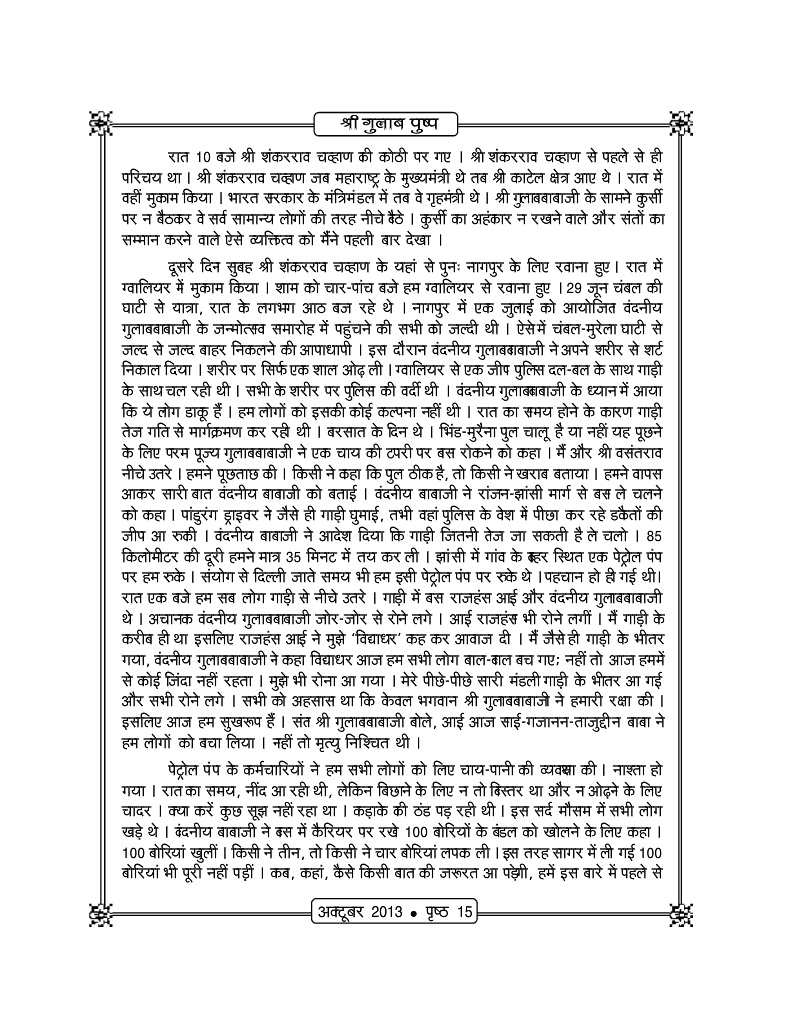 श्री गुलाब पुष्प
रात 10 बजे श्री शंकरराव चव्हाण की कोठी पर गए । श्री शंकरराव चव्हाण से पहले से ही
परिचय था । श्री शंकरराव चव्हाण जब महाराष्ट्र के मुख्यमंत्री थे तब श्री काटेल क्षेत्र आए थे । रात में
वहीं मुकाम किया । भारत सरकार के मंत्रिमंडल में तब वे गृहमंत्री थे । श्री गुलाबबाबाजी के सामने कुर्सी
पर न बैठकर वे सर्व सामान्य लोगों की तरह नीचे बैठे । कुर्सी का अहंकार न रखने वाले और संतों का
सम्मान करने वाले ऐसे व्यक्तित्व को मैंने पहली बार देखा ।
दूसरे दिन सुबह श्री शंकरराव चव्हाण के यहां से पुनः नागपुर के लिए रवाना हुए । रात में
ग्वालियर में मुकाम किया । शाम को चार-पांच बजे हम ग्वालियर से रवाना हुए । 29 जून चंबल की
घाटी से यात्रा, रात के लगभग आठ बज रहे थे । नागपुर में एक जुलाई को आयोजित वंदनीय
गुलाबबाबाजी के जन्मोत्सव समारोह में पहुंचने की सभी को जल्दी थी । ऐसे में चंबल-मुरेला घाटी से
जल्द से जल्द बाहर निकलने की आपाधापी । इस दौरान वंदनीय गुलाबबाबाजी ने अपने शरीर से शर्ट
निकाल दिया । शरीर पर सिर्फ एक शाल ओढ़ ली । ग्वालियर से एक जीप पुलिस दल-बल के साथ गाड़ी
के साथ चल रही थी । सभी के शरीर पर पुलिस की वर्दी थी । वंदनीय गुलाबबाबाजी के ध्यान में आया
कि ये लोग डाकू हैं । हम लोगों को इसकी कोई कल्पना नहीं थी । रात का समय होने के कारण गाड़ी
तेज गति से मार्गक्रमण कर रही थी । बरसात के दिन थे । भिंड-मुरैना पुल चालू है या नहीं यह पूछने
के लिए परम पूज्य गुलाबबाबाजी ने एक चाय की टपरी पर बस रोकने को कहा । मैं और श्री वसंतराव
नीचे उतरे । हमने पूछताछ की । किसी ने कहा कि पुल ठीक है, तो किसी ने खराब बताया । हमने वापस
आकर सारी बात वंदनीय बाबाजी को बताई । वंदनीय बाबाजी ने रांजन-झांसी मार्ग से बस ले चलने
को कहा । पांडुरंग ड्राइवर ने जैसे ही गाड़ी घुमाई, तभी वहां पुलिस के वेश में पीछा कर रहे डकैतों की
जीप आ रुकी । वंदनीय बाबाजी ने आदेश दिया कि गाड़ी जितनी तेज जा सकती है ले चलो । 85
किलोमीटर की दूरी हमने मात्र 35 मिनट में तय कर ली । झांसी में गांव के बाहर स्थित एक पेट्रोल पंप
पर हम रुके । संयोग से दिल्ली जाते समय भी हम इसी पेट्रोल पंप पर रुके थे । पहचान हो ही गई थी।
रात एक बजे हम सब लोग गाड़ी से नीचे उतरे । गाड़ी में बस राजहंस आई और वंदनीय गुलाबबाबाजी
थे । अचानक वंदनीय गुलाबबाबाजी जोर-जोर से रोने लगे । आई राजहंस भी रोने लगीं । मैं गाड़ी के
करीब ही था इसलिए राजहंस आई ने मुझे ‘विद्याधर’ कह कर आवाज दी । मैं जैसे ही गाड़ी के भीतर
गया, वंदनीय गुलाबबाबाजी ने कहा विद्याधर आज हम सभी लोग बाल-बाल बच गए; नहीं तो आज हममें
से कोई जिंदा नहीं रहता । मुझे भी रोना आ गया । मेरे पीछे-पीछे सारी मंडली गाड़ी के भीतर आ गई
और सभी रोने लगे । सभी को अहसास था कि केवल भगवान श्री गुलाबबाबाजी ने हमारी रक्षा की ।
इसलिए आज हम सुखरूप हैं । संत श्री गुलाबबाबाजी बोले, आई आज साई-गजानन-ताजुद्दीन बाबा ने
हम लोगों को बचा लिया । नहीं तो मृत्यु निश्चित थी ।
पेट्रोल पंप के कर्मचारियों ने हम सभी लोगों को लिए चाय-पानी की व्यवस्था की । नाश्ता हो
गया । रात का समय, नींद आ रही थी, लेकिन बिछाने के लिए न तो बिस्तर था और न ओढ़ने के लिए
चादर । क्या करें कुछ सूझ नहीं रहा था । कड़ाके की ठंड पड़ रही थी । इस सर्द मौसम में सभी लोग
खड़े थे । वंदनीय बाबाजी ने बस में कैरियर पर रखे 100 बोरियों के बंडल को खोलने के लिए कहा ।
100 बोरियां खुलीं । किसी ने तीन, तो किसी ने चार बोरियां लपक ली । इस तरह सागर में ली गई 100
बोरियां भी पूरी नहीं पड़ीं । कब, कहां, कैसे किसी बात की जरूरत आ पड़ेगी, हमें इस बारे में पहले से
अक्टूबर 2013 ● पृष्ठ 15